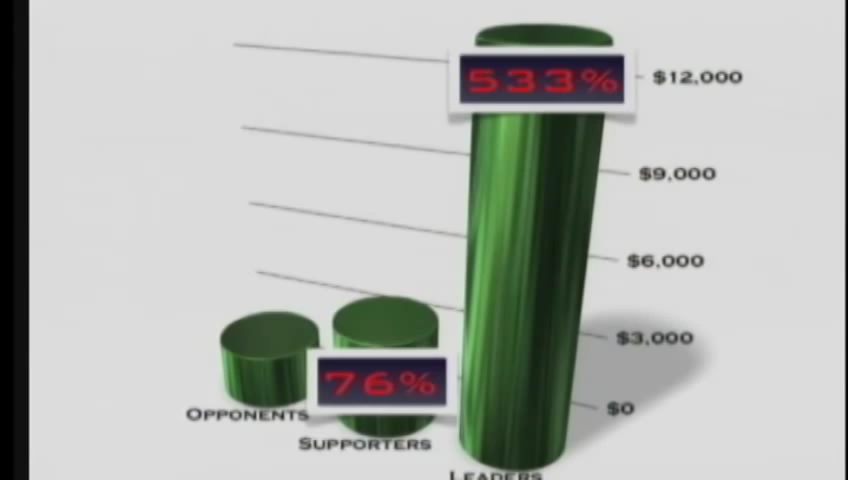 533%
$12,000
$9,000
$6,000
$3,000
$0
76%
OPPONENTS
SUPPORTERS
LEADERS